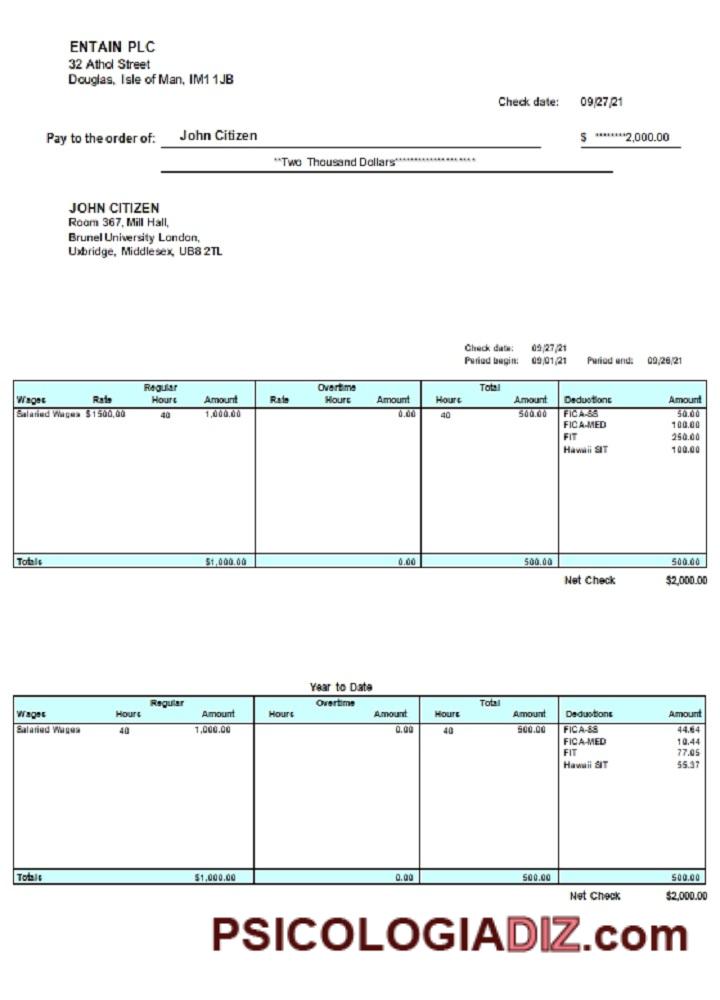 ENTAIN PLC
32 Athol Street
Douglas, Isle of Man, IM1 1JB
Check date: 09/27/21
Pay to the order of: John Citizen $ ********2,000.00
**Two Thousand Dollars********************
JOHN CITIZEN
Room 367, Mill Hall,
Brunel University London,
Uxbridge, Middlesex, UB8 2TL
Check date: 09/27/21
Period begin: 09/01/21 Period end: 09/26/21
Regular Overtime Total
Wages Rate Hours Amount Rate Hours Amount Hours Amount Deductions Amount
Salaried Wages $1500.00 40 1,000.00 0.00 40 500.00 FICA-SS 50.00
FICA-MED 100.00
FIT 250.00
Hawaii SIT 100.00
Totals $1,000.00 0.00 500.00 500.00
Net Check $2,000.00
Year to Date
Regular Overtime Total
Wages Hours Amount Hours Amount Hours Amount Deductions Amount
Salaried Wages 40 1,000.00 0.00 40 500.00 FICA-SS 44.64
FICA-MED 10.44
FIT 77.05
Hawaii SIT 55.37
Totals $1,000.00 0.00 500.00 500.00
Net Check $2,000.00
PSICOLOGIADIZ.com